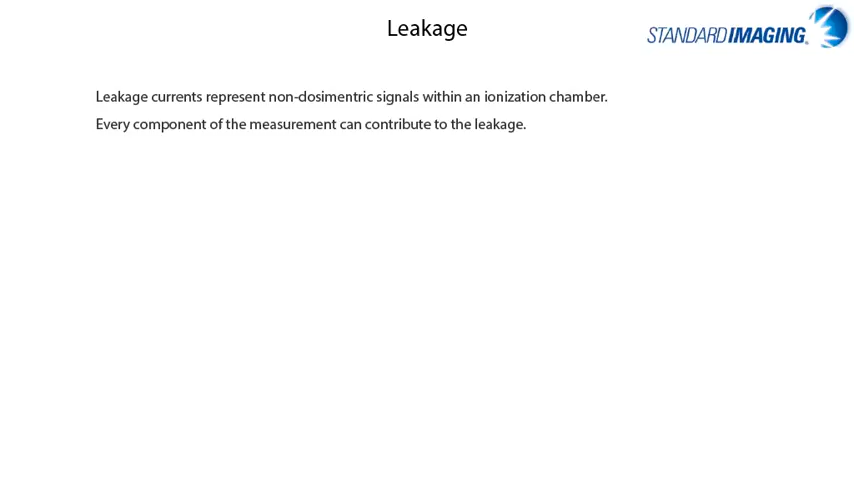 Leakage
STANDARD IMAGING
Leakage currents represent non-dosimentric signals within an ionization chamber.
Every component of the measurement can contribute to the leakage.